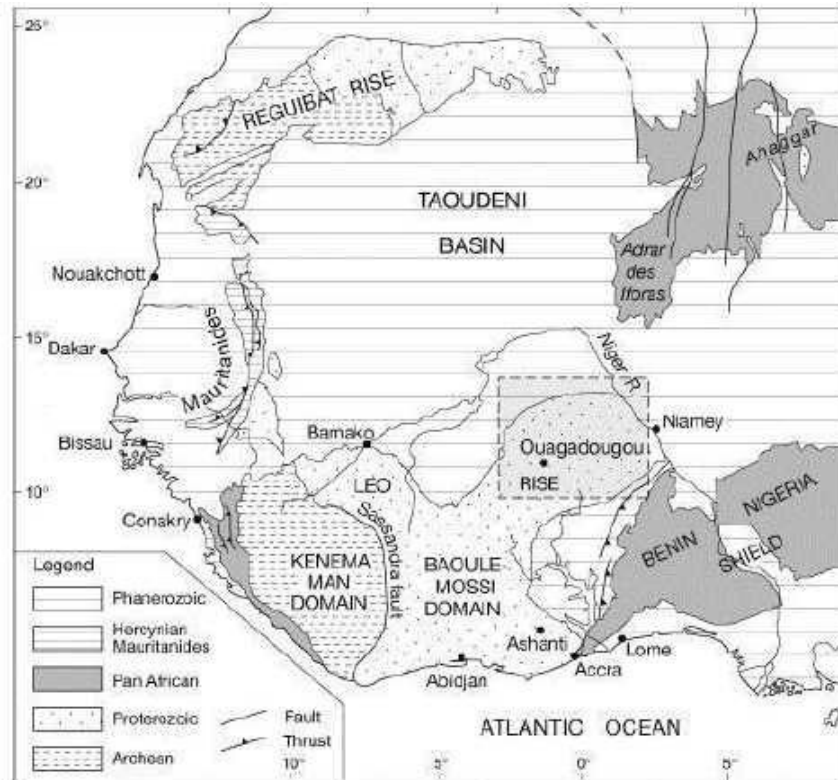 25°
20°
15°
10°
REGUIBAT RISE
Ahaggar
TAOUDENI
BASIN
Adrar
des
Iforas
Nouakchott
Dakar
Mauritanides
Niger R.
Bissau
Bamako
Niamey
Ouagadougou
LEO
RISE
Conakry
Sassandra fault
NIGERIA
BENIN
SHIELD
KENEMA
MAN
DOMAIN
BAOULE
MOSSI
DOMAIN
Ashanti
Accra
Lome
Abidjan
ATLANTIC OCEAN
Legend
Phanerozoic
Hercynian
Mauritanides
Pan African
Proterozoic
Archean
Fault
Thrust
10°
5°
0°
5°